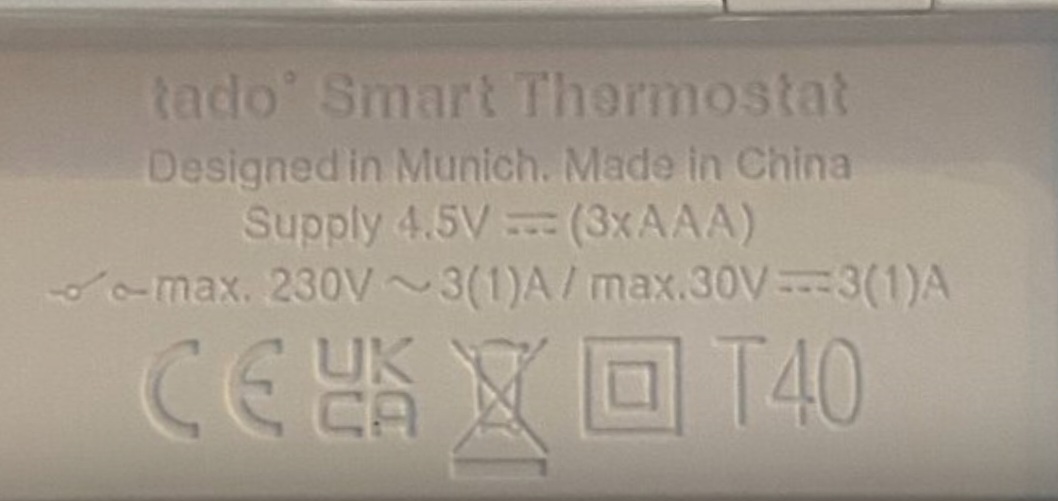 tado° Smart Thermostat
Designed in Munich. Made in China
Supply 4.5V ⎓ (3xAAA)
max. 230V ~ 3(1)A / max.30V ⎓ 3(1)A
CE UK CA T40